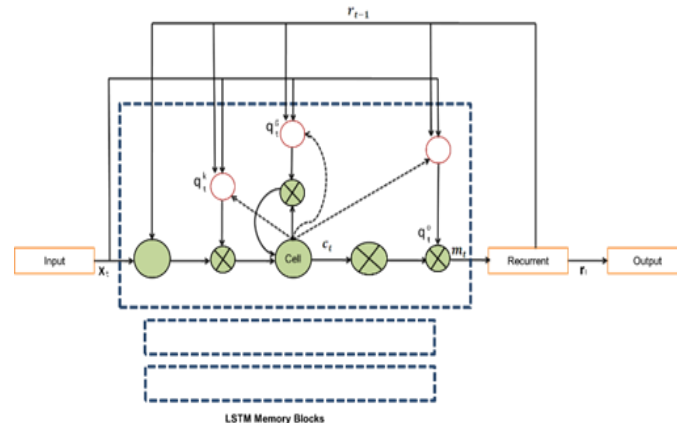 r_{t-1}
q_t^g
q_t^k
q_t^o
c_t
m_t
Input
Cell
Recurrent
Output
x_t
r_t
LSTM Memory Blocks